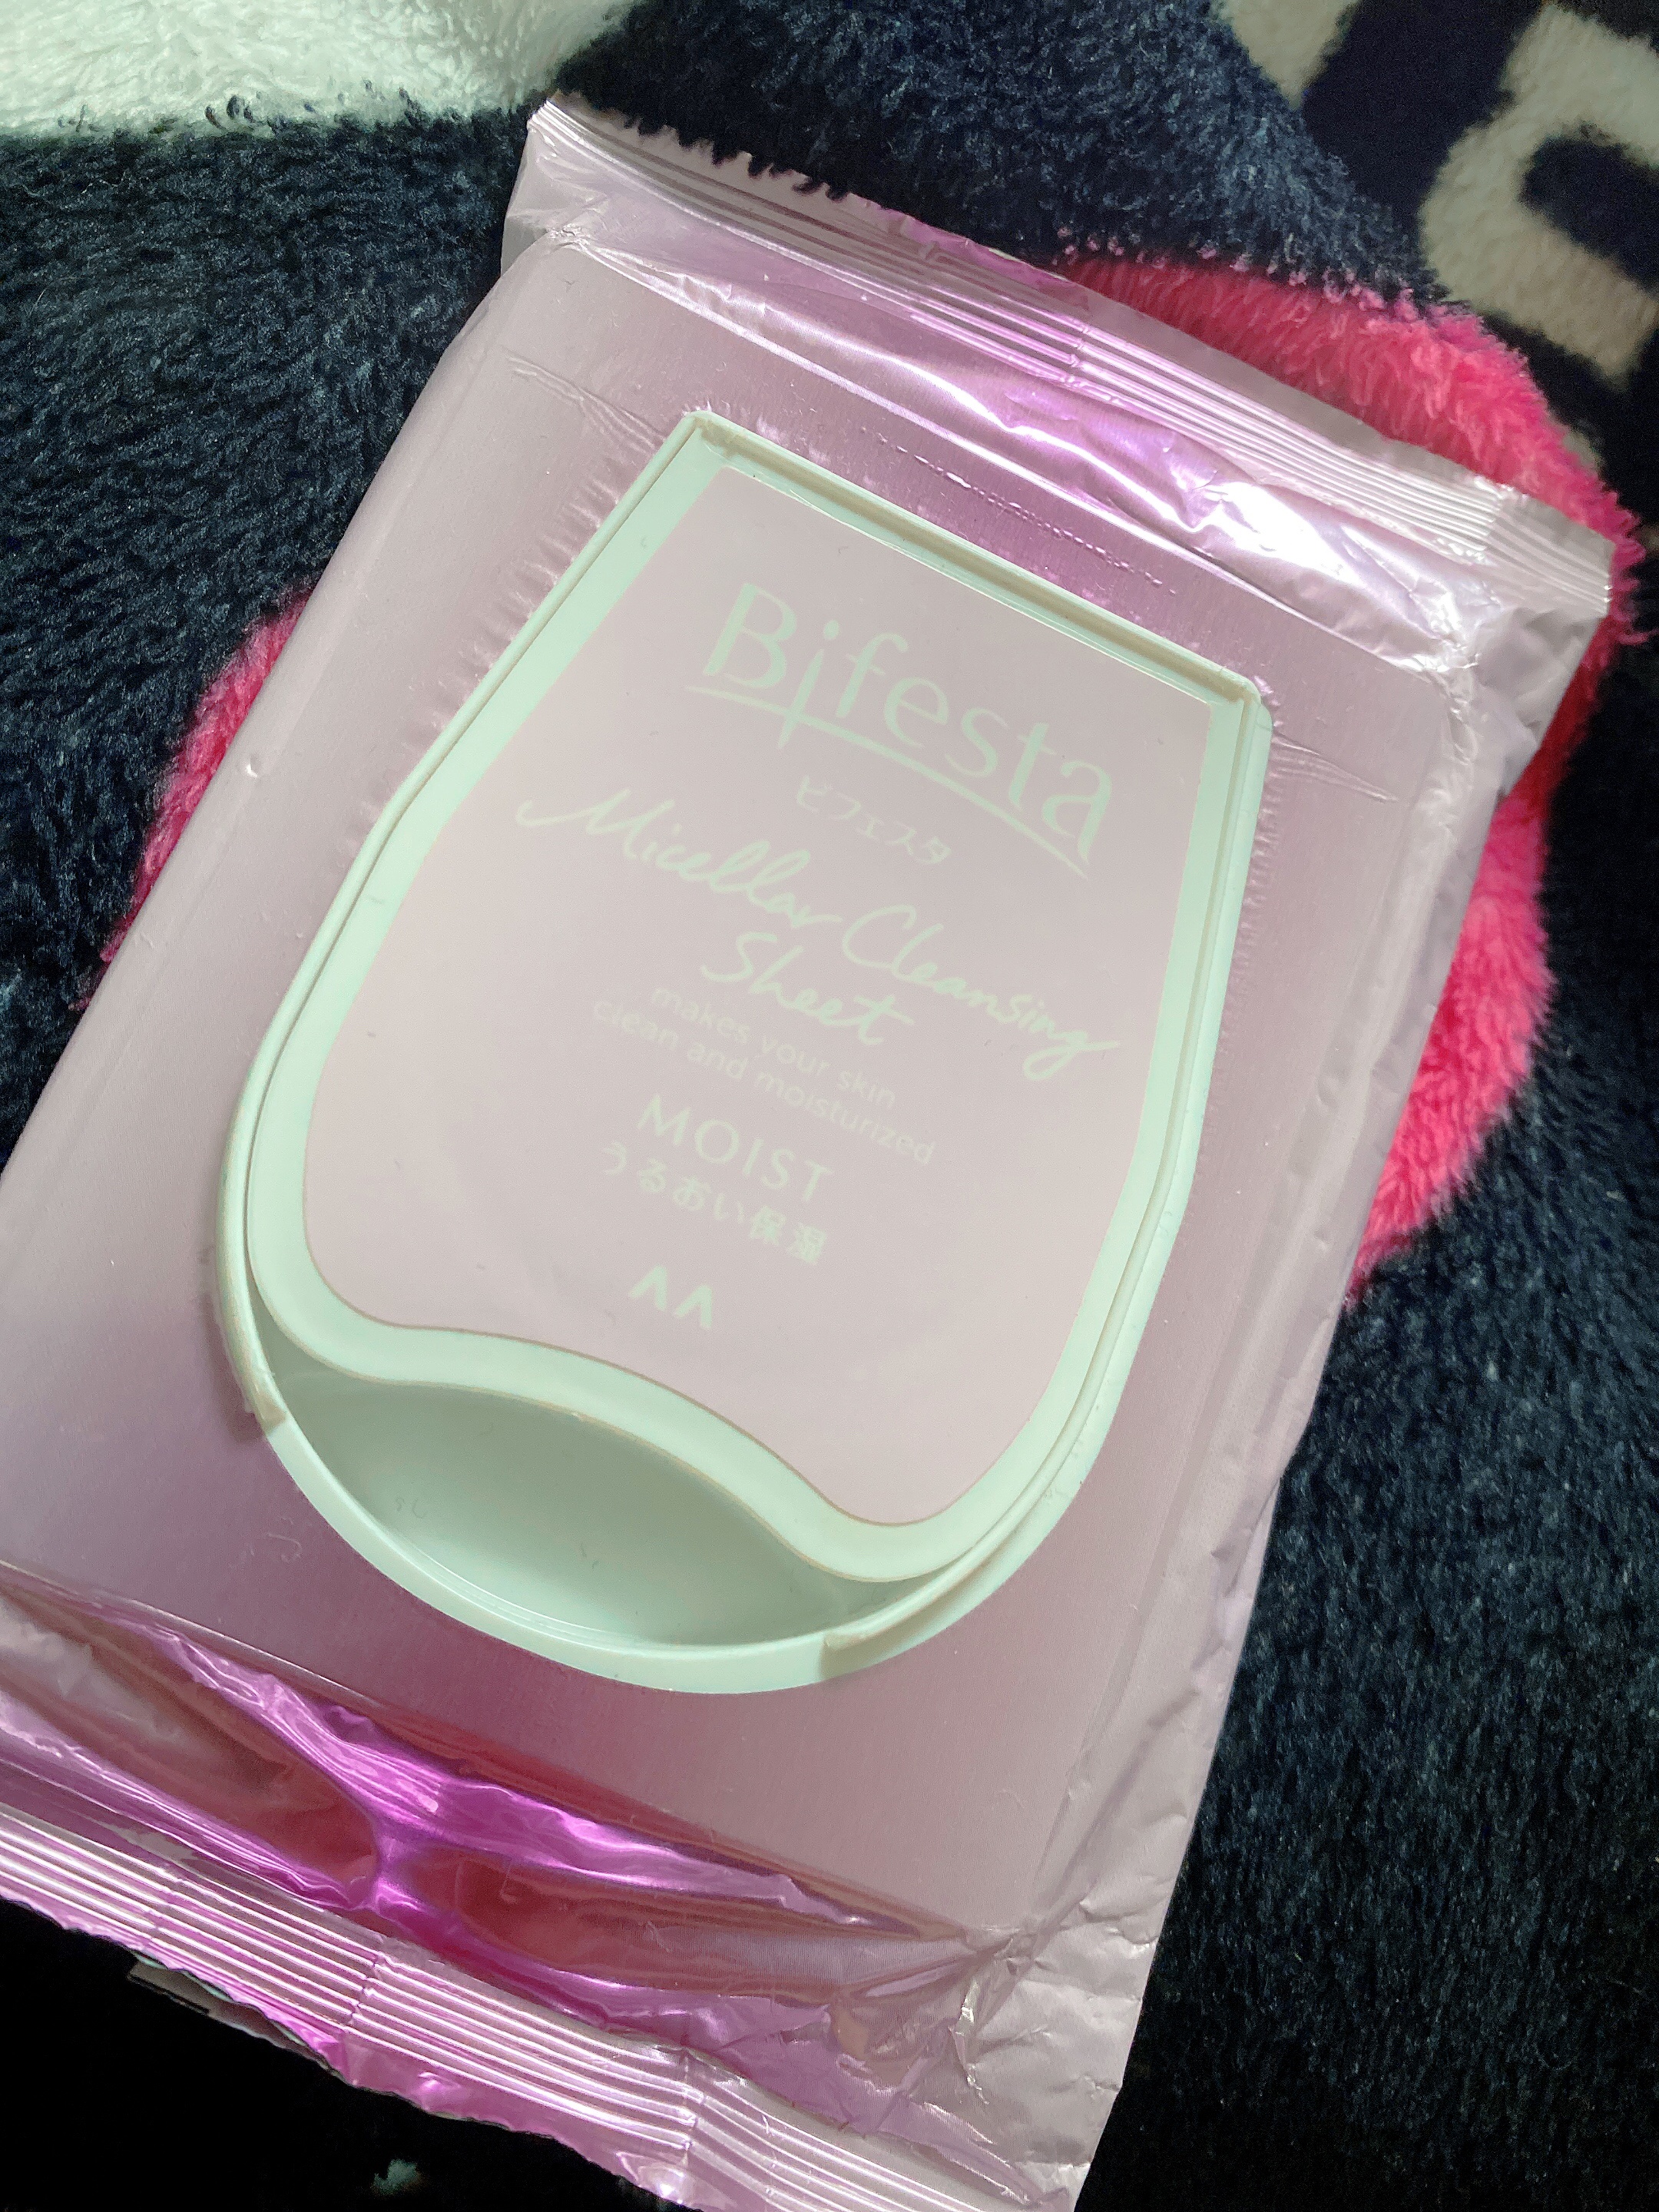 Bifesta
ビフェスタ
Micellar Cleansing
Sheet
makes your skin
clean and moisturized
MOIST
うるおい保湿